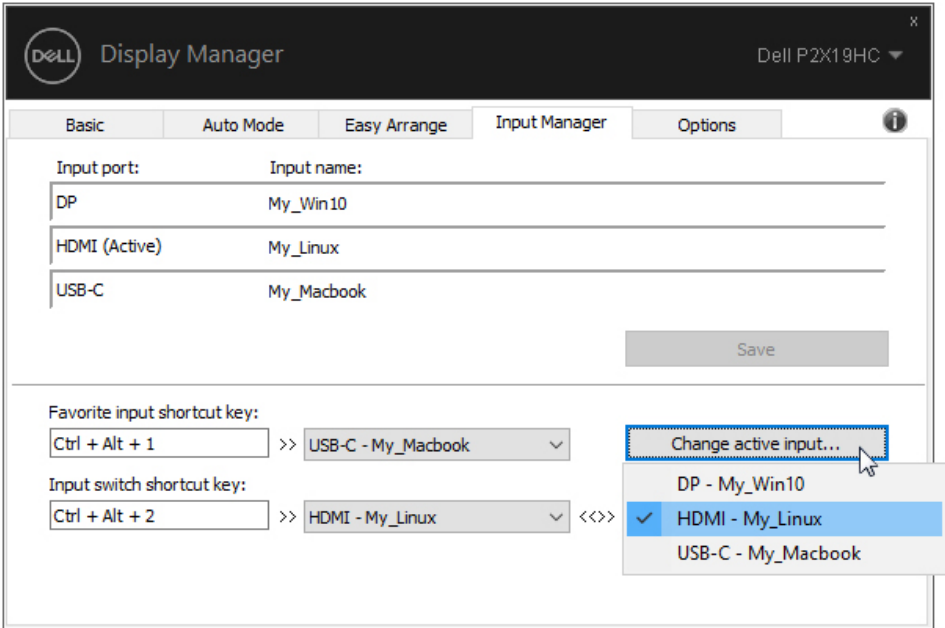 x
DELL Display Manager Dell P2X19HC
Basic Auto Mode Easy Arrange Input Manager Options i
Input port: Input name:
DP My_Win10
HDMI (Active) My_Linux
USB-C My_Macbook
Save
Favorite input shortcut key:
Ctrl + Alt + 1 >> USB-C - My_Macbook Change active input...
DP - My_Win10
Input switch shortcut key:
Ctrl + Alt + 2 >> HDMI - My_Linux <<>> HDMI - My_Linux
USB-C - My_Macbook